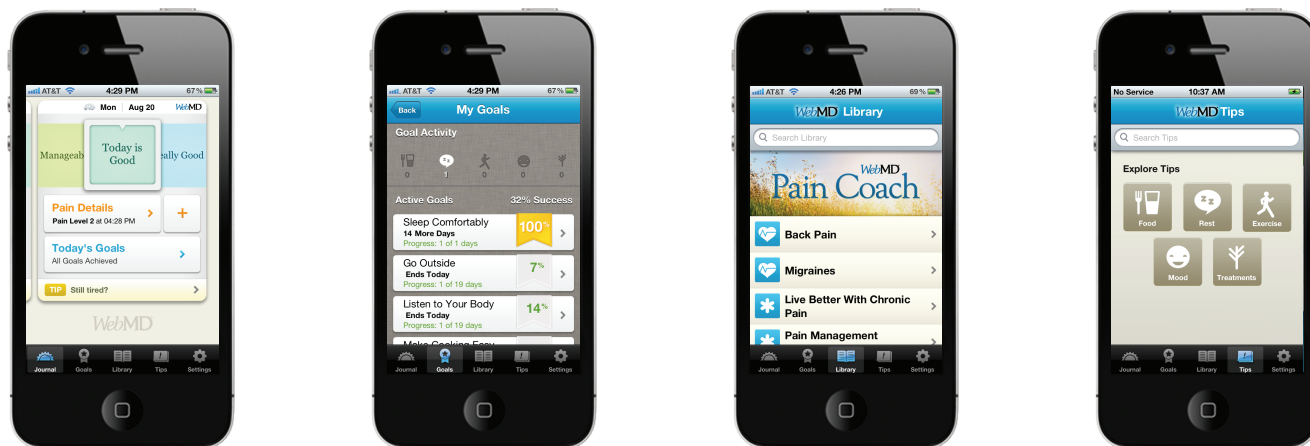 AT&T 4:29 PM 67%
Mon Aug 20 WebMD
Manageab
Today is
Good
eally Good
Pain Details
Pain Level 2 at 04:28 PM
+
Today's Goals
All Goals Achieved
TIP Still tired?
WebMD
Journal Goals Library Tips Settings
AT&T 4:29 PM 67%
Back My Goals
Goal Activity
0 1 0 0 0
Active Goals 32% Success
Sleep Comfortably
14 More Days
Progress: 1 of 1 days
100%
Go Outside
Ends Today
Progress: 1 of 19 days
7%
Listen to Your Body
Ends Today
Progress: 1 of 19 days
14%
Make Cooking Easy
Journal Goals Library Tips Settings
AT&T 4:26 PM 69%
WebMD Library
Search Library
WebMD
Pain Coach
Back Pain
Migraines
Live Better With Chronic
Pain
Pain Management
Journal Goals Library Tips Settings
No Service 10:37 AM
WebMD Tips
Search Tips
Explore Tips
Food Rest Exercise
Mood Treatments
Journal Goals Library Tips Settings